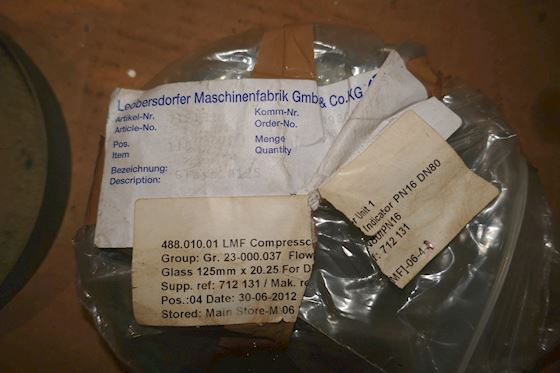 Leobersdorfer Maschinenfabrik GmbH & Co.KG
Artikel-Nr. Komm-Nr.
Article-No. Order-No.
Pos. Menge
Item Quantity
Bezeichnung:
Description:
488.010.01 LMF Compresso
Group: Gr. 23-000.037 Flow
Glass 125mm x 20.25 For D
Supp. ref: 712 131 / Mak. re
Pos.:04 Date: 30-06-2012
Stored: Main Store-M 06
r Unit 1
Indicator PN16 DN80
PN16
: 712 131
MFI-06-4